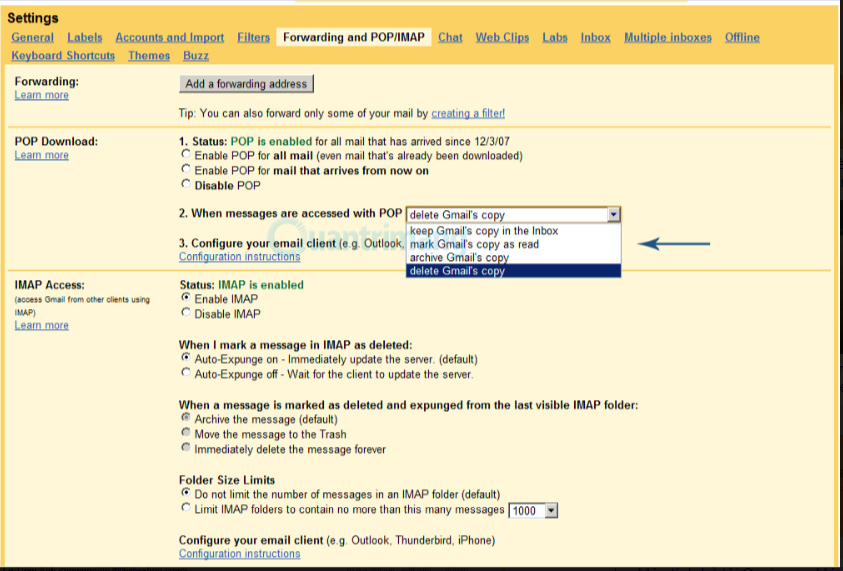 Settings
General Labels Accounts and Import Filters Forwarding and POP/IMAP Chat Web Clips Labs Inbox Multiple inboxes Offline
Keyboard Shortcuts Themes Buzz
Forwarding:
Learn more
Add a forwarding address
Tip: You can also forward only some of your mail by creating a filter!
POP Download:
Learn more
1. Status: POP is enabled for all mail that has arrived since 12/3/07
Enable POP for all mail (even mail that's already been downloaded)
Enable POP for mail that arrives from now on
Disable POP
2. When messages are accessed with POP delete Gmail's copy
keep Gmail's copy in the Inbox
mark Gmail's copy as read
archive Gmail's copy
delete Gmail's copy
3. Configure your email client (e.g. Outlook,
Configuration instructions
IMAP Access:
(access Gmail from other clients using
IMAP)
Learn more
Status: IMAP is enabled
Enable IMAP
Disable IMAP
When I mark a message in IMAP as deleted:
Auto-Expunge on - Immediately update the server. (default)
Auto-Expunge off - Wait for the client to update the server.
When a message is marked as deleted and expunged from the last visible IMAP folder:
Archive the message (default)
Move the message to the Trash
Immediately delete the message forever
Folder Size Limits
Do not limit the number of messages in an IMAP folder (default)
Limit IMAP folders to contain no more than this many messages 1000
Configure your email client (e.g. Outlook, Thunderbird, iPhone)
Configuration instructions